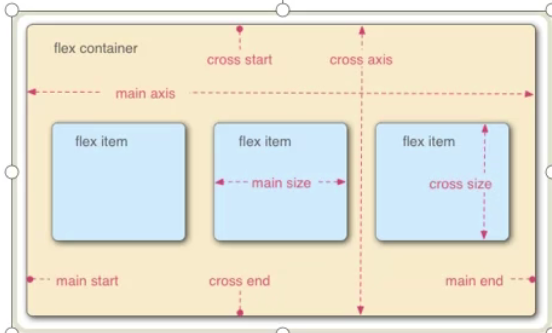 flex container
cross start
cross axis
main axis
flex item
flex item
flex item
main size
cross size
main start
cross end
main end